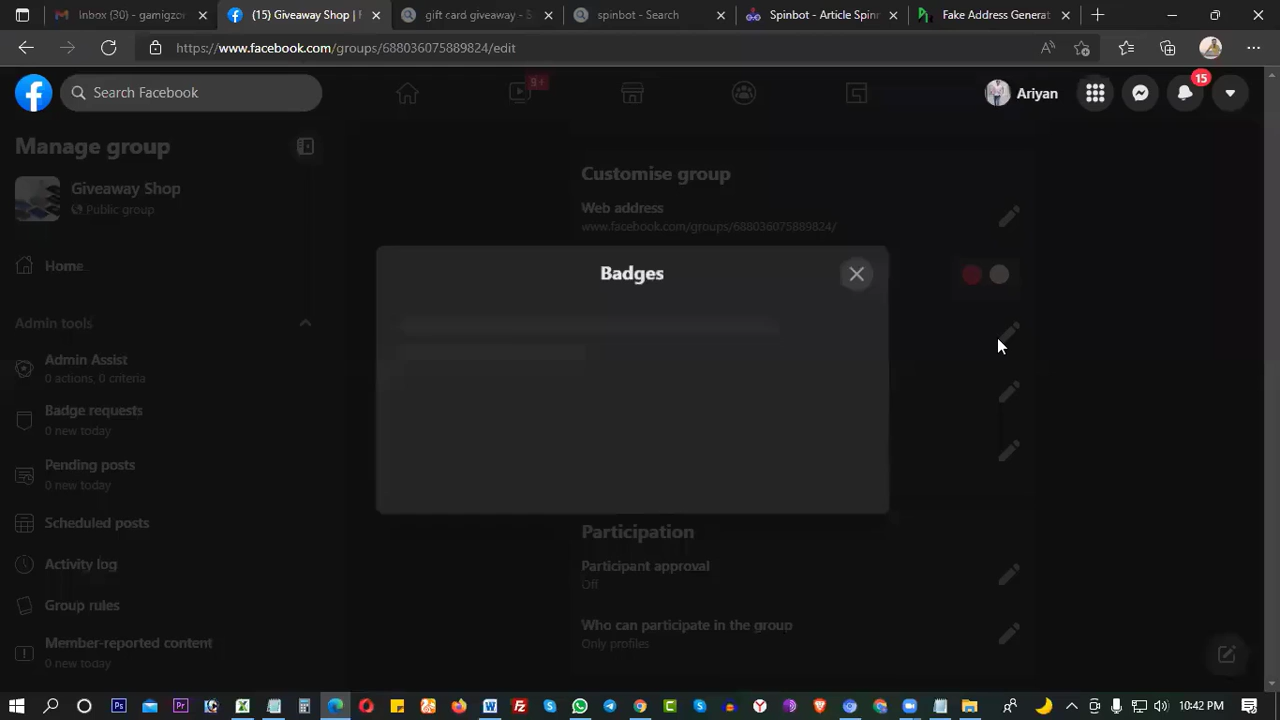 Inbox (30) - gamigzo
(15) Giveaway Shop | F
gift card giveaway - S
spinbot - Search
Spinbot - Article Spinn
Fake Address Generat
https://www.facebook.com/groups/688036075889824/edit
Search Facebook
9+
Ariyan
15
Manage group
Giveaway Shop
Public group
Home
Admin tools
Admin Assist
0 actions, 0 criteria
Badge requests
0 new today
Pending posts
0 new today
Scheduled posts
Activity log
Group rules
Member-reported content
0 new today
Customise group
Web address
www.facebook.com/groups/688036075889824/
Badges
Participation
Participant approval
Off
Who can participate in the group
Only profiles
10:42 PM